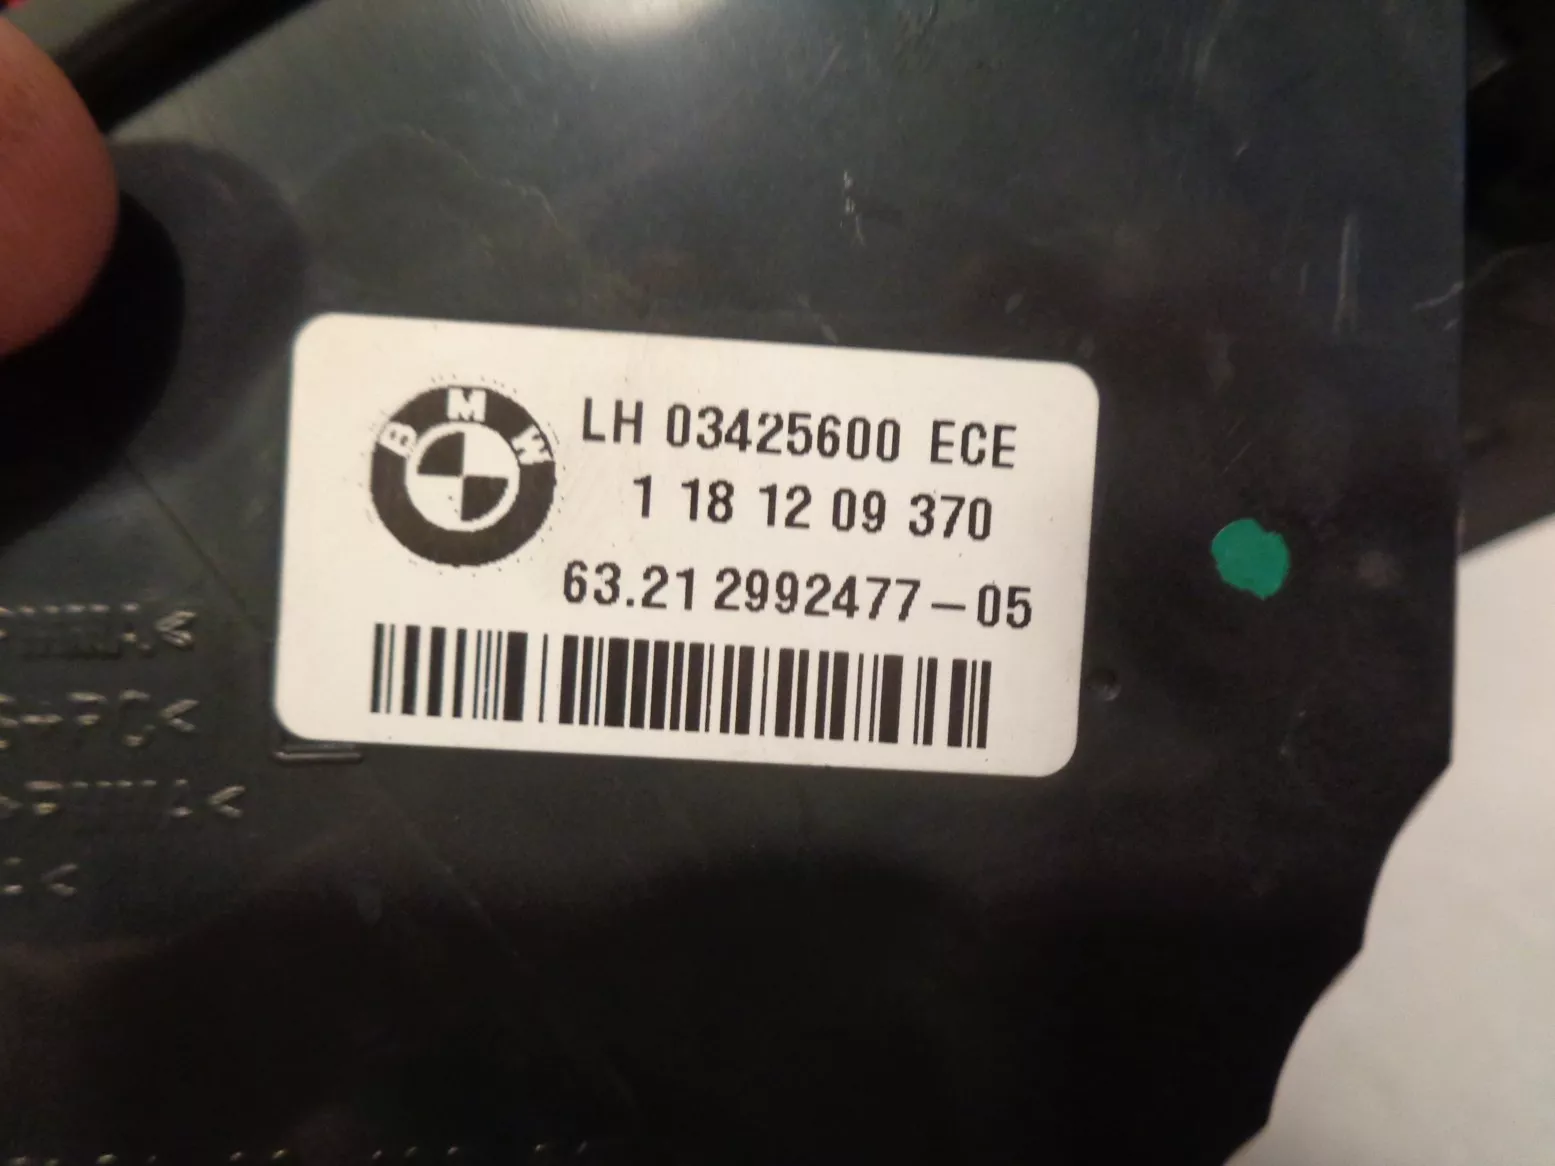 BMW
LH 03425600 ECE
1 18 12 09 370
63.21 2992477-05